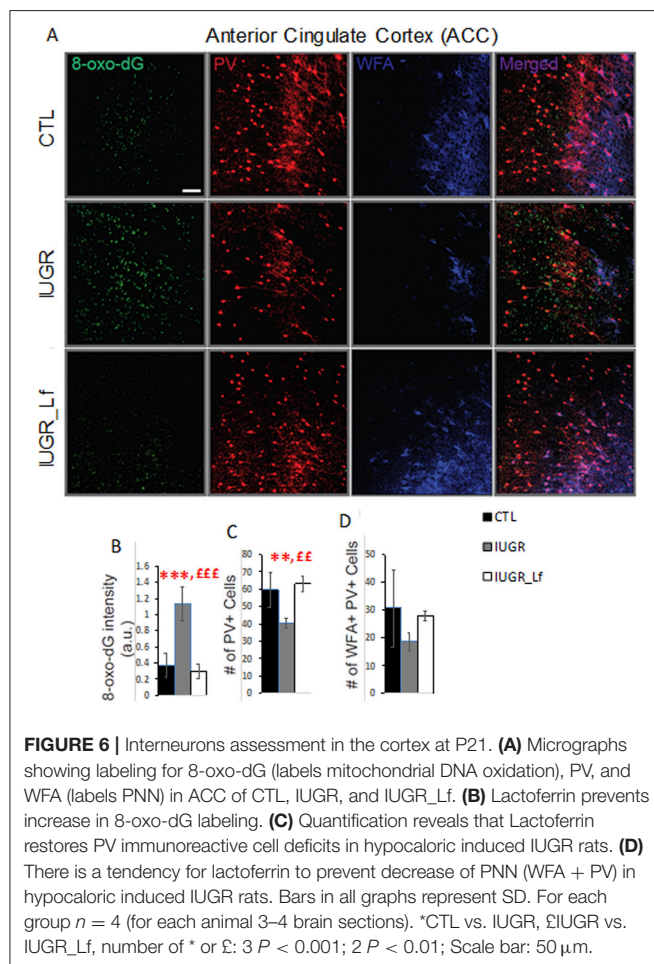 A Anterior Cingulate Cortex (ACC)
8-oxo-dG PV WFA Merged
CTL
IUGR
IUGR_Lf
B
***,£££
8-oxo-dG intensity
(a.u.)
1.6
1.4
1.2
1
0.8
0.6
0.4
0.2
0
C
**,££
# of PV+ Cells
80
70
60
50
40
30
20
10
0
D
# of WFA+ PV+ Cells
50
40
30
20
10
0
CTL
IUGR
IUGR_Lf
FIGURE 6 | Interneurons assessment in the cortex at P21. (A) Micrographs
showing labeling for 8-oxo-dG (labels mitochondrial DNA oxidation), PV, and
WFA (labels PNN) in ACC of CTL, IUGR, and IUGR_Lf. (B) Lactoferrin prevents
increase in 8-oxo-dG labeling. (C) Quantification reveals that Lactoferrin
restores PV immunoreactive cell deficits in hypocaloric induced IUGR rats. (D)
There is a tendency for lactoferrin to prevent decrease of PNN (WFA + PV) in
hypocaloric induced IUGR rats. Bars in all graphs represent SD. For each
group n = 4 (for each animal 3–4 brain sections). *CTL vs. IUGR, £IUGR vs.
IUGR_Lf, number of * or £: 3 P < 0.001; 2 P < 0.01; Scale bar: 50 μm.